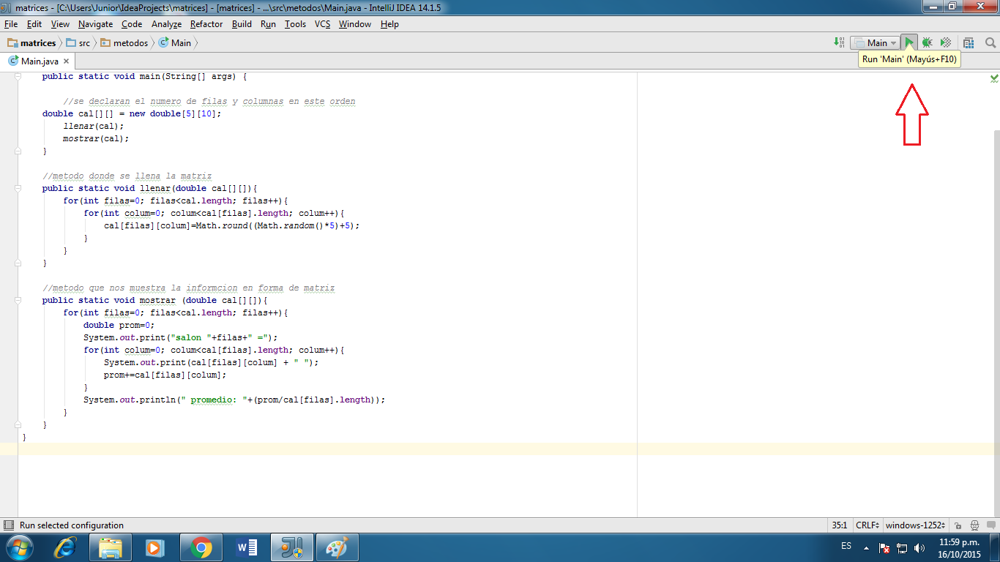 matrices - [C:\Users\Junior\IdeaProjects\matrices] - [matrices] - ...\src\metodos\Main.java - IntelliJ IDEA 14.1.5
File Edit View Navigate Code Analyze Refactor Build Run Tools VCS Window Help
matrices src metodos Main Main
Run 'Main' (Mayús+F10)
Main.java
public static void main(String[] args) {
//se declaran el numero de filas y columnas en este orden
double cal[][] = new double[5][10];
llenar(cal);
mostrar(cal);
}
//metodo donde se llena la matriz
public static void llenar(double cal[][]){
for(int filas=0; filas<cal.length; filas++){
for(int colum=0; colum<cal[filas].length; colum++){
cal[filas][colum]=Math.round((Math.random()*5)+5);
}
}
}
//metodo que nos muestra la informcion en forma de matriz
public static void mostrar (double cal[][]){
for(int filas=0; filas<cal.length; filas++){
double prom=0;
System.out.print("salon "+filas+" =");
for(int colum=0; colum<cal[filas].length; colum++){
System.out.print(cal[filas][colum] + " ");
prom+=cal[filas][colum];
}
System.out.println(" promedio: "+(prom/cal[filas].length));
}
}
}
Run selected configuration 35:1 CRLF windows-1252
ES 11:59 p.m.
16/10/2015